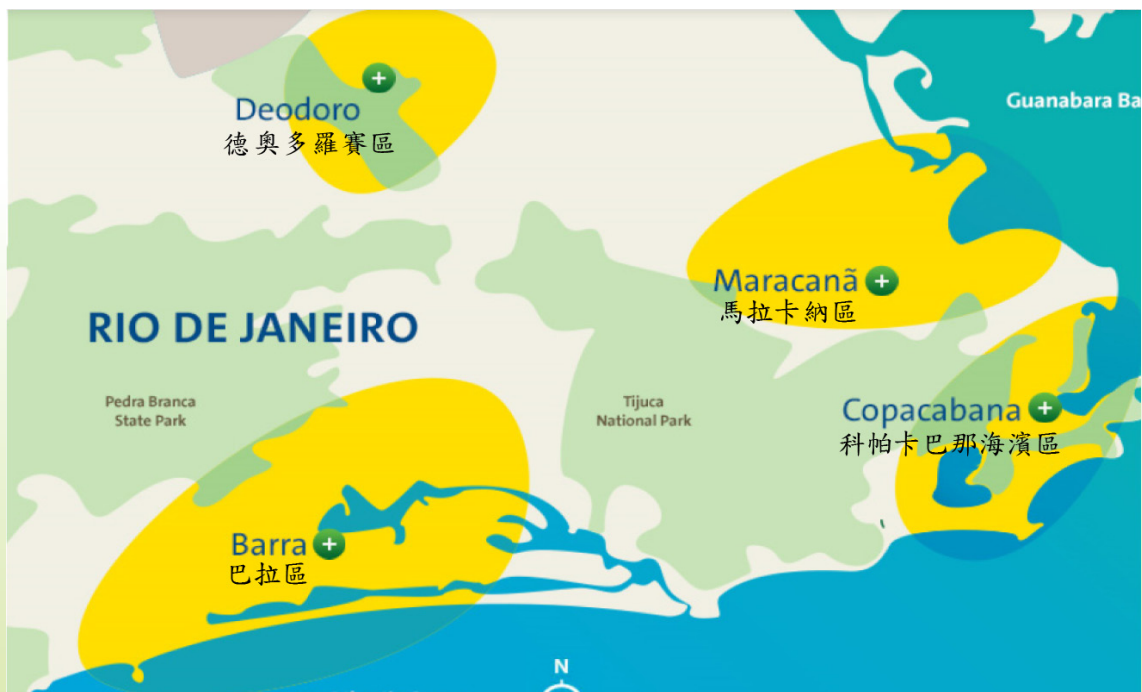 Guanabara Ba
Deodoro
德奧多羅賽區
Maracanã
馬拉卡納區
RIO DE JANEIRO
Pedra Branca
State Park
Tijuca
National Park
Copacabana
科帕卡巴那海濱區
Barra
巴拉區
N